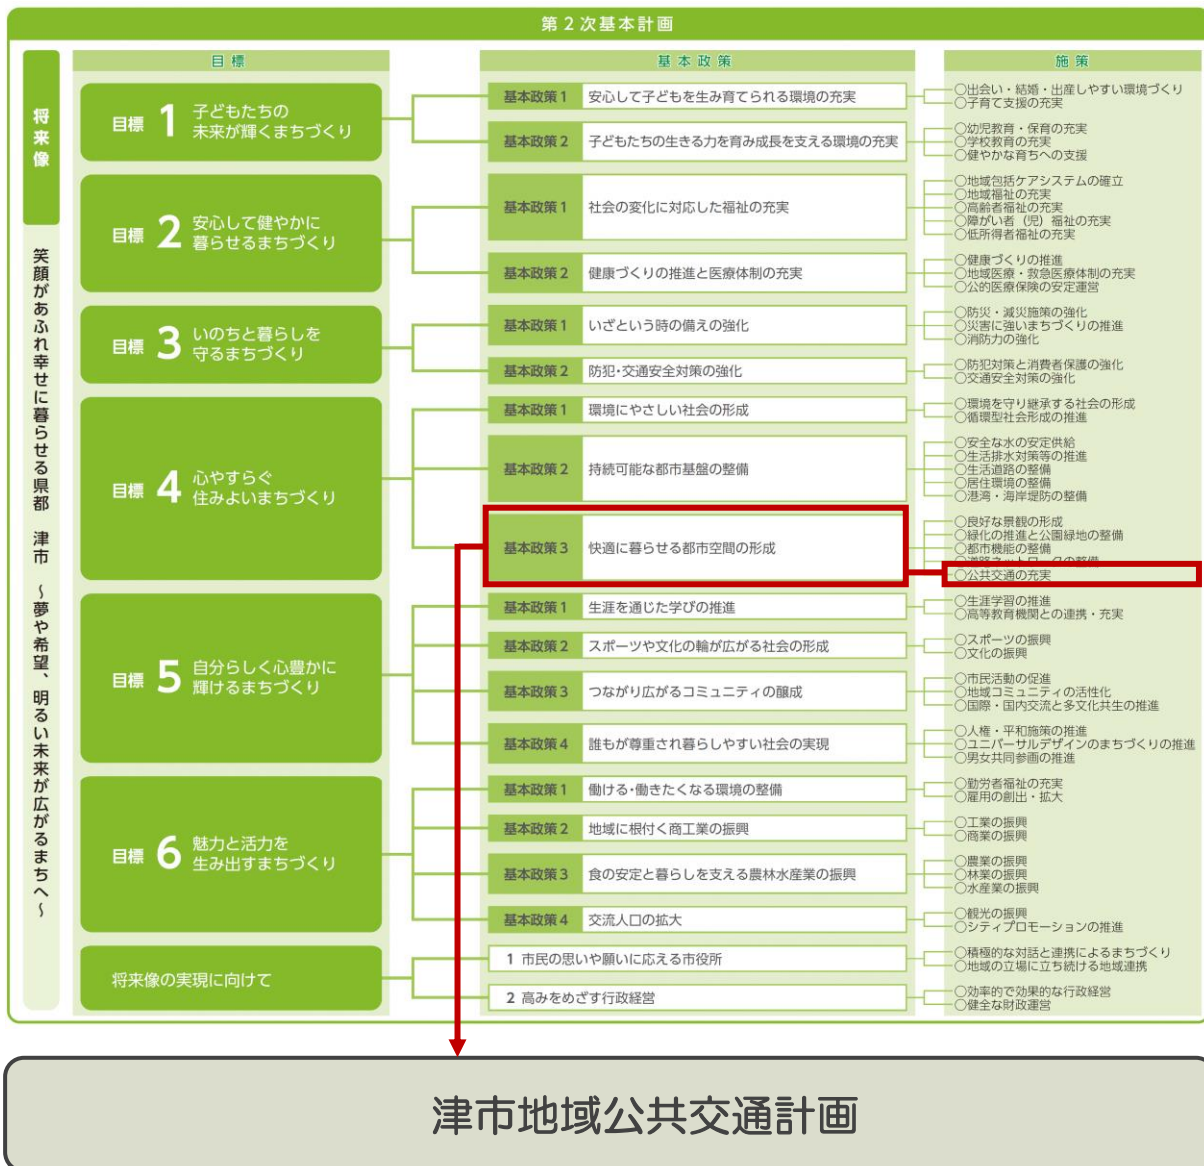 第2次基本計画
将来像
笑顔があふれ幸せに暮らせる県都 津市 ~夢や希望、明るい未来が広がるまちへ~
目標
基本政策
施策
目標 1 子どもたちの
未来が輝くまちづくり
基本政策1 安心して子どもを生み育てられる環境の充実
○出会い・結婚・出産しやすい環境づくり
○子育て支援の充実
基本政策2 子どもたちの生きる力を育み成長を支える環境の充実
○幼児教育・保育の充実
○学校教育の充実
○健やかな育ちへの支援
目標 2 安心して健やかに
暮らせるまちづくり
基本政策1 社会の変化に対応した福祉の充実
○地域包括ケアシステムの確立
○地域福祉の充実
○高齢者福祉の充実
○障がい者(児)福祉の充実
○低所得者福祉の充実
基本政策2 健康づくりの推進と医療体制の充実
○健康づくりの推進
○地域医療・救急医療体制の充実
○公的医療保険の安定運営
目標 3 いのちと暮らしを
守るまちづくり
基本政策1 いざという時の備えの強化
○防災・減災施策の強化
○災害に強いまちづくりの推進
○消防力の強化
基本政策2 防犯・交通安全対策の強化
○防犯対策と消費者保護の強化
○交通安全対策の強化
目標 4 心やすらぐ
住みよいまちづくり
基本政策1 環境にやさしい社会の形成
○環境を守り継承する社会の形成
○循環型社会形成の推進
基本政策2 持続可能な都市基盤の整備
○安全な水の安定供給
○生活排水対策等の推進
○生活道路の整備
○居住環境の整備
○港湾・海岸堤防の整備
基本政策3 快適に暮らせる都市空間の形成
○良好な景観の形成
○緑化の推進と公園緑地の整備
○都市機能の整備
○道路ネットワークの整備
○公共交通の充実
目標 5 自分らしく心豊かに
輝けるまちづくり
基本政策1 生涯を通じた学びの推進
○生涯学習の推進
○高等教育機関との連携・充実
基本政策2 スポーツや文化の輪が広がる社会の形成
○スポーツの振興
○文化の振興
基本政策3 つながり広がるコミュニティの醸成
○市民活動の促進
○地域コミュニティの活性化
○国際・国内交流と多文化共生の推進
基本政策4 誰もが尊重され暮らしやすい社会の実現
○人権・平和施策の推進
○ユニバーサルデザインのまちづくりの推進
○男女共同参画の推進
目標 6 魅力と活力を
生み出すまちづくり
基本政策1 働ける・働きたくなる環境の整備
○勤労者福祉の充実
○雇用の創出・拡大
基本政策2 地域に根付く商工業の振興
○工業の振興
○商業の振興
基本政策3 食の安定と暮らしを支える農林水産業の振興
○農業の振興
○林業の振興
○水産業の振興
基本政策4 交流人口の拡大
○観光の振興
○シティプロモーションの推進
将来像の実現に向けて
1 市民の思いや願いに応える市役所
○積極的な対話と連携によるまちづくり
○地域の立場に立ち続ける地域連携
2 高みをめざす行政経営
○効率的で効果的な行政経営
○健全な財政運営
津市地域公共交通計画